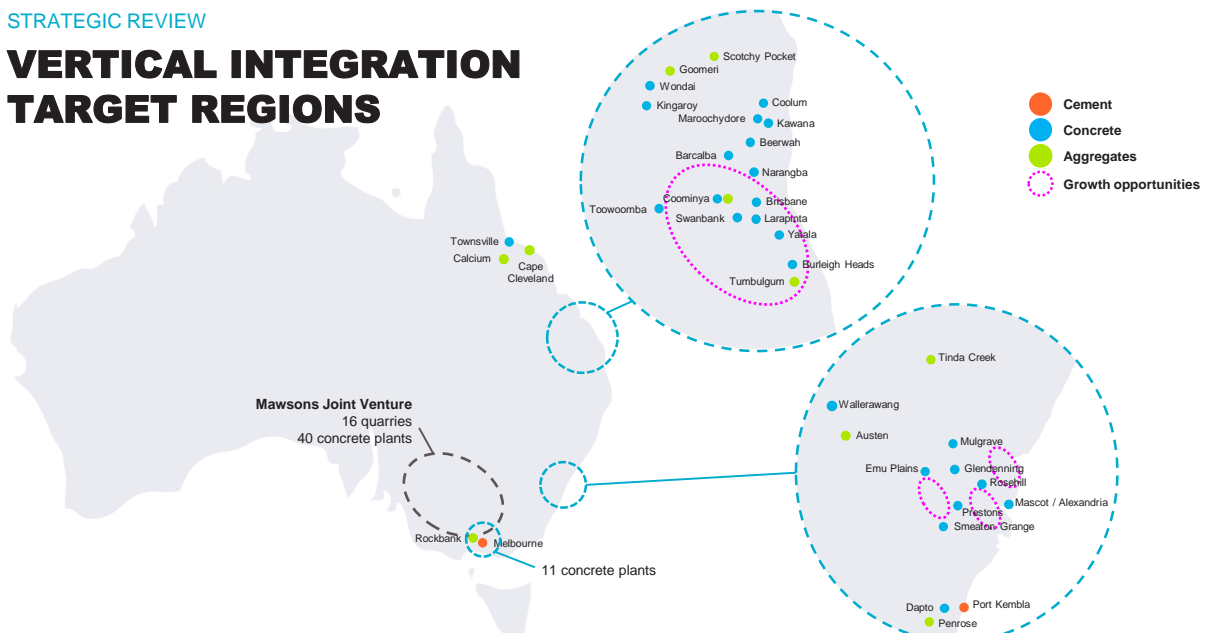 STRATEGIC REVIEW
VERTICAL INTEGRATION
TARGET REGIONS
Cement
Concrete
Aggregates
Growth opportunities
Scotchy Pocket
Goomeri
Wondai
Kingaroy
Coolum
Maroochydore
Kawana
Beerwah
Barcalba
Narangba
Coominya
Brisbane
Toowoomba
Swanbank
Larapinta
Yatala
Burleigh Heads
Tumbulgum
Townsville
Calcium
Cape
Cleveland
Mawsons Joint Venture
16 quarries
40 concrete plants
Rockbank
Melbourne
11 concrete plants
Tinda Creek
Wallerawang
Austen
Mulgrave
Emu Plains
Glendenning
Rosehill
Mascot / Alexandria
Prestons
Smeaton Grange
Dapto
Port Kembla
Penrose